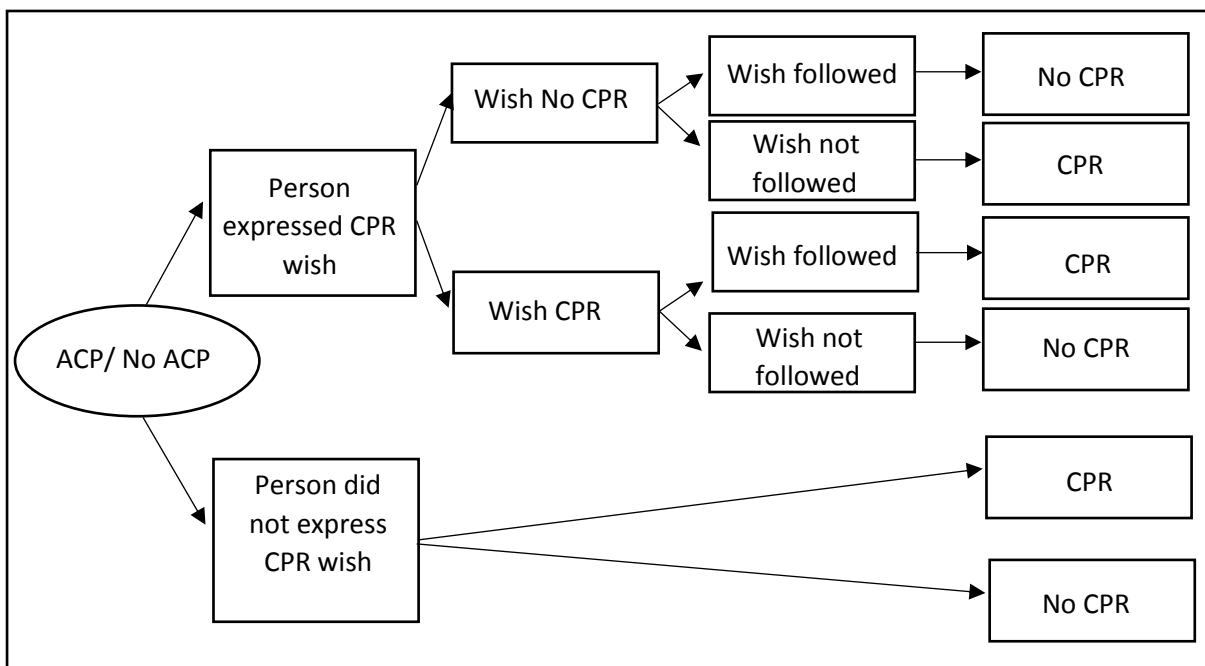 ACP/ No ACP
Person
expressed CPR
wish
Wish No CPR
Wish followed
No CPR
Wish not
followed
CPR
Wish CPR
Wish followed
CPR
Wish not
followed
No CPR
Person did
not express
CPR wish
CPR
No CPR